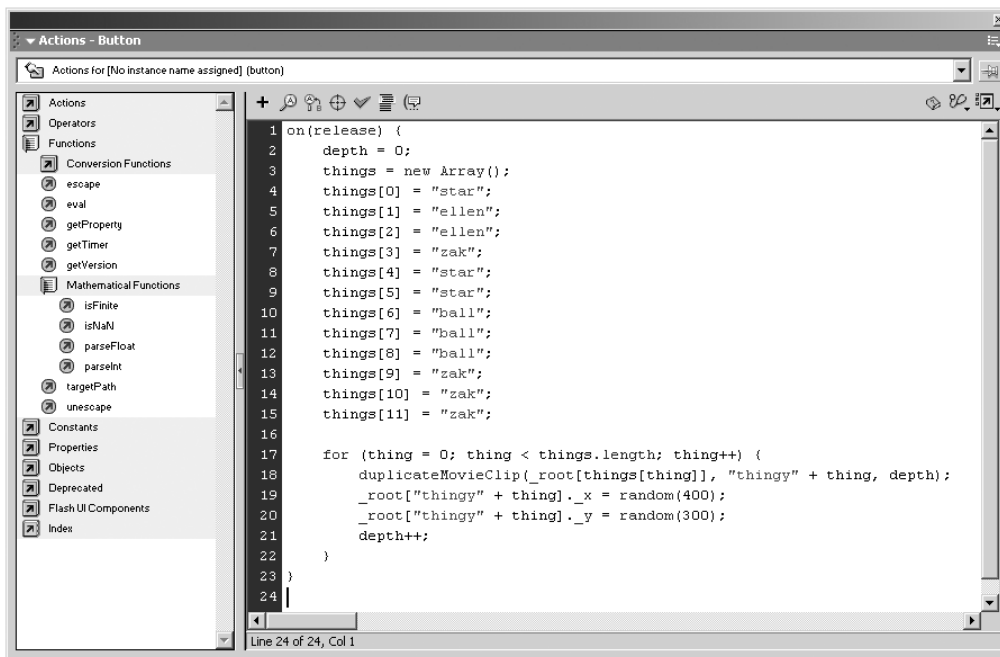 Actions - Button
Actions for [No instance name assigned] (button)
Actions
Operators
Functions
Conversion Functions
escape
eval
getProperty
getTimer
getVersion
Mathematical Functions
isFinite
isNaN
parseFloat
parseInt
targetPath
unescape
Constants
Properties
Objects
Deprecated
Flash UI Components
Index
1 on(release) {
2 depth = 0;
3 things = new Array();
4 things[0] = "star";
5 things[1] = "ellen";
6 things[2] = "ellen";
7 things[3] = "zak";
8 things[4] = "star";
9 things[5] = "star";
10 things[6] = "ball";
11 things[7] = "ball";
12 things[8] = "ball";
13 things[9] = "zak";
14 things[10] = "zak";
15 things[11] = "zak";
16
17 for (thing = 0; thing < things.length; thing++) {
18 duplicateMovieClip(_root[things[thing]], "thingy" + thing, depth);
19 _root["thingy" + thing]._x = random(400);
20 _root["thingy" + thing]._y = random(300);
21 depth++;
22 }
23 }
24
Line 24 of 24, Col 1